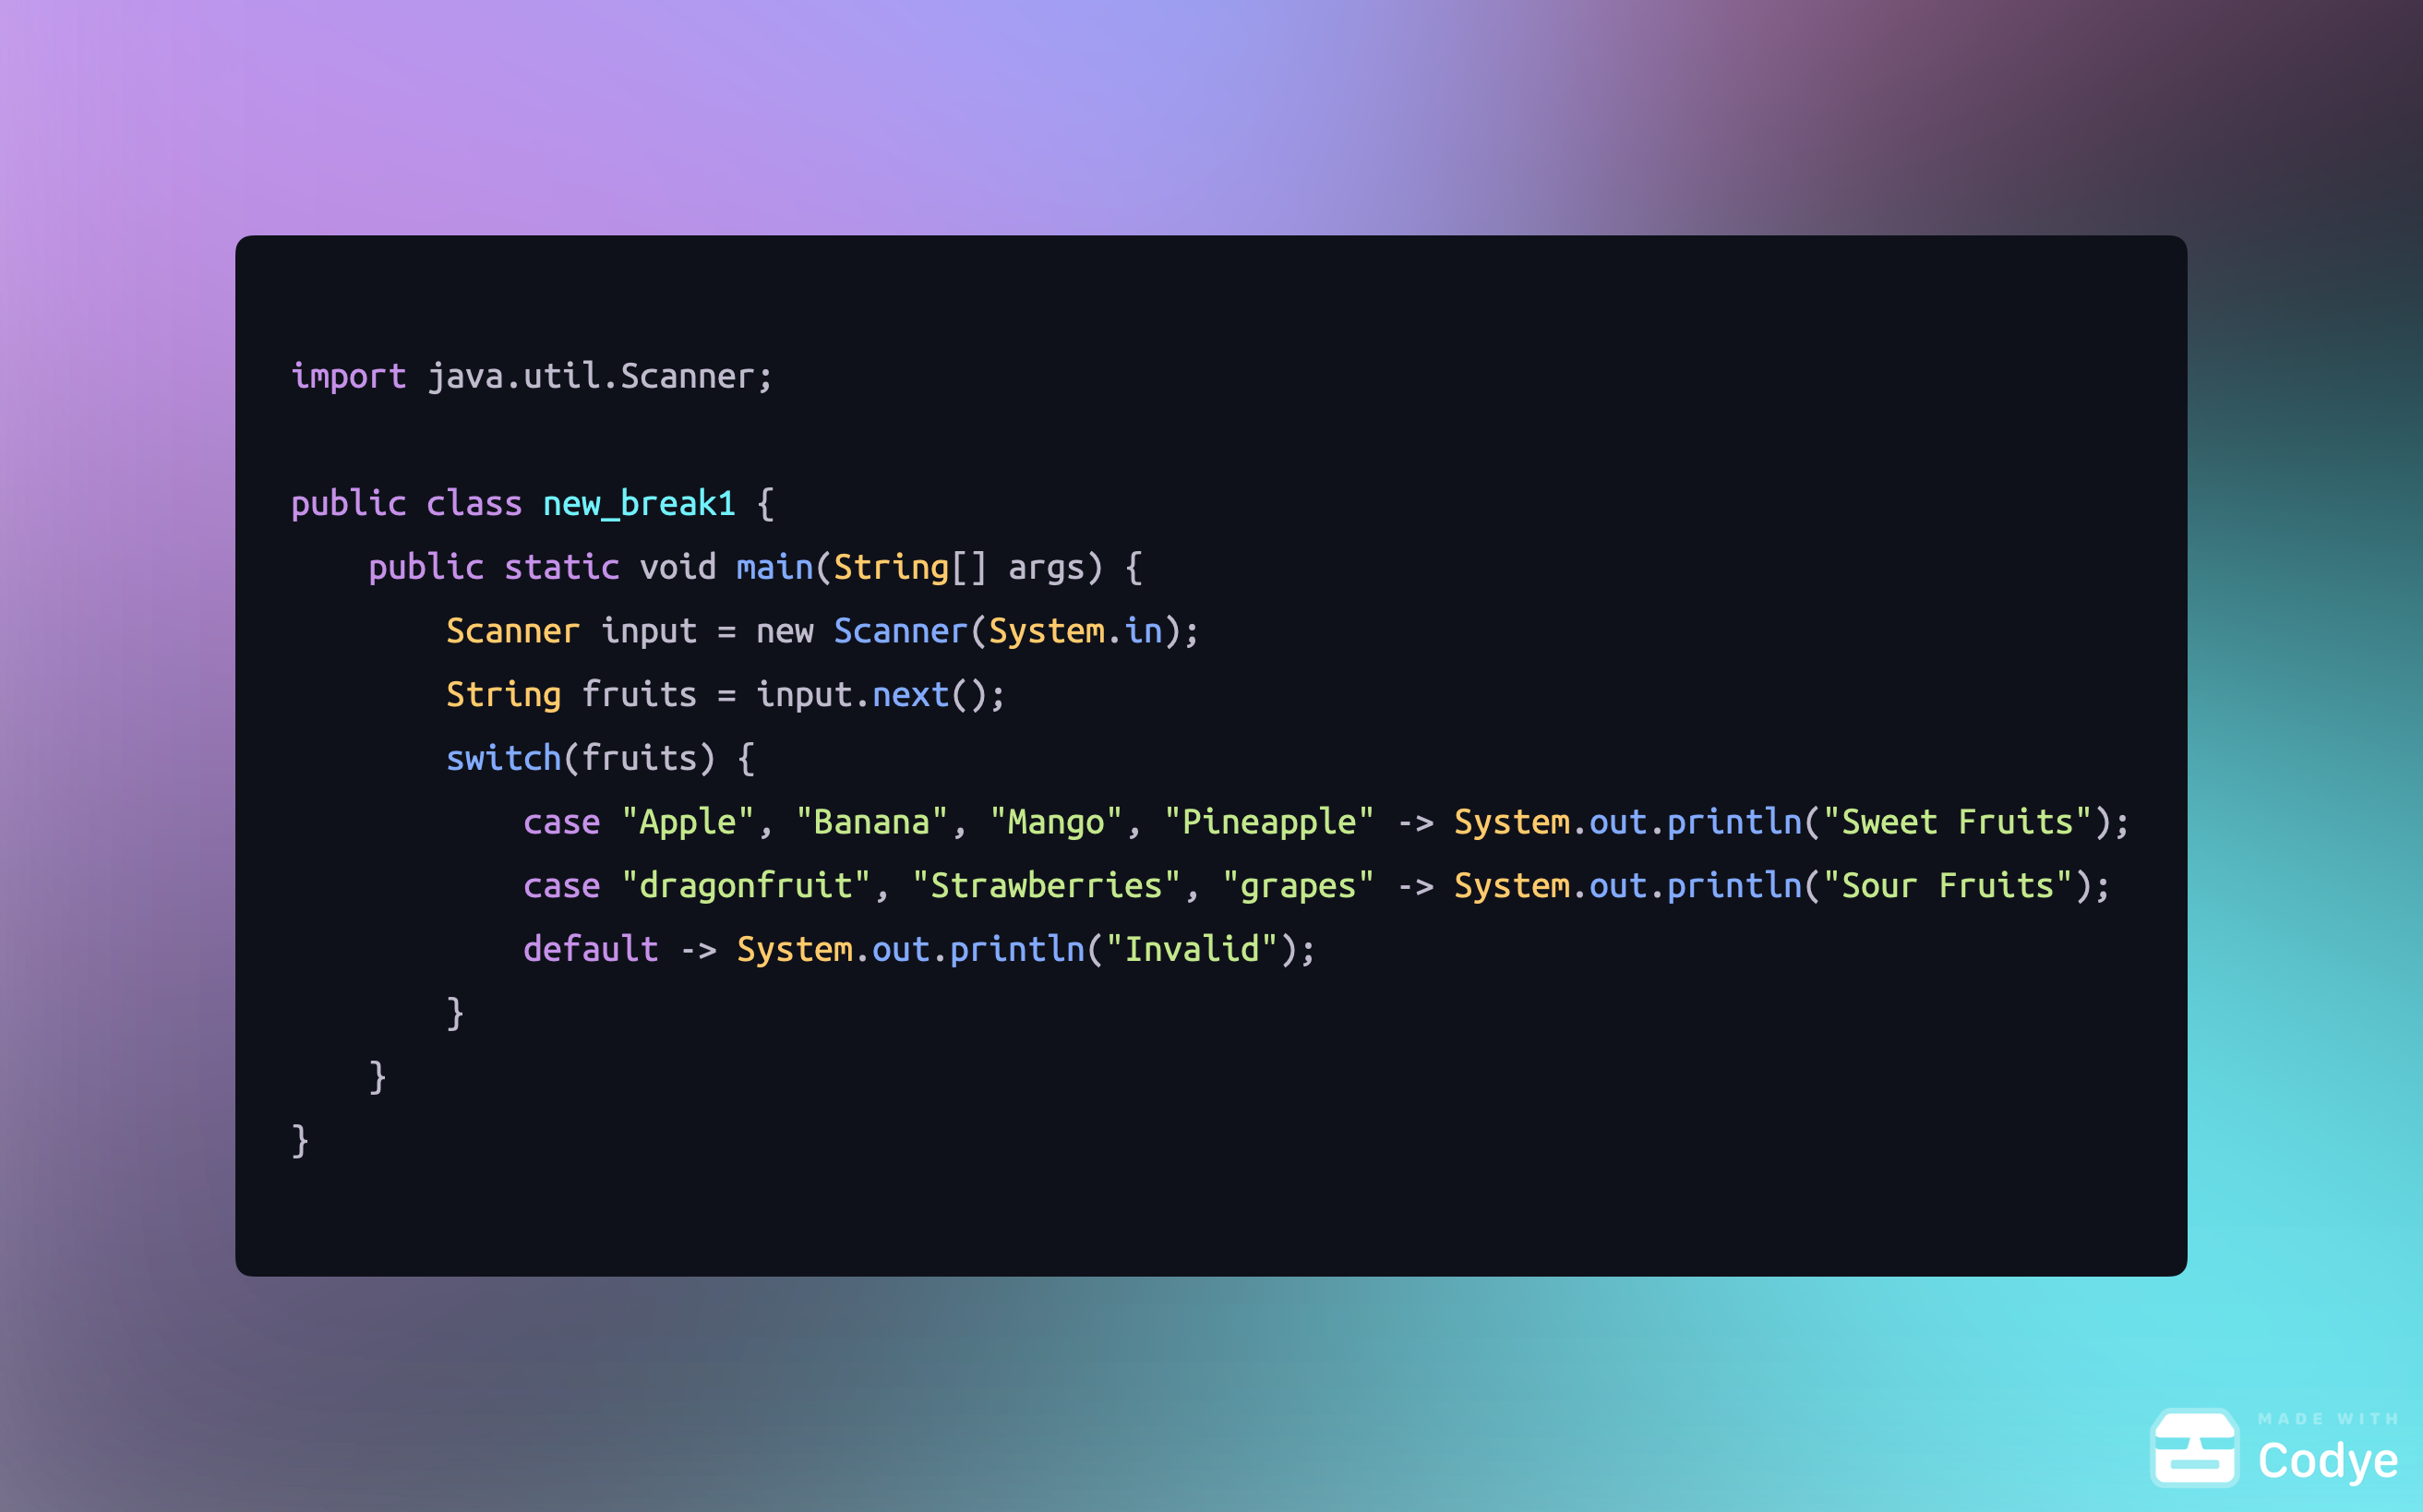 import java.util.Scanner;
public class new_break1 {
public static void main(String[] args) {
Scanner input = new Scanner(System.in);
String fruits = input.next();
switch(fruits) {
case "Apple", "Banana", "Mango", "Pineapple" -> System.out.println("Sweet Fruits");
case "dragonfruit", "Strawberries", "grapes" -> System.out.println("Sour Fruits");
default -> System.out.println("Invalid");
}
}
}
MADE WITH
Codye